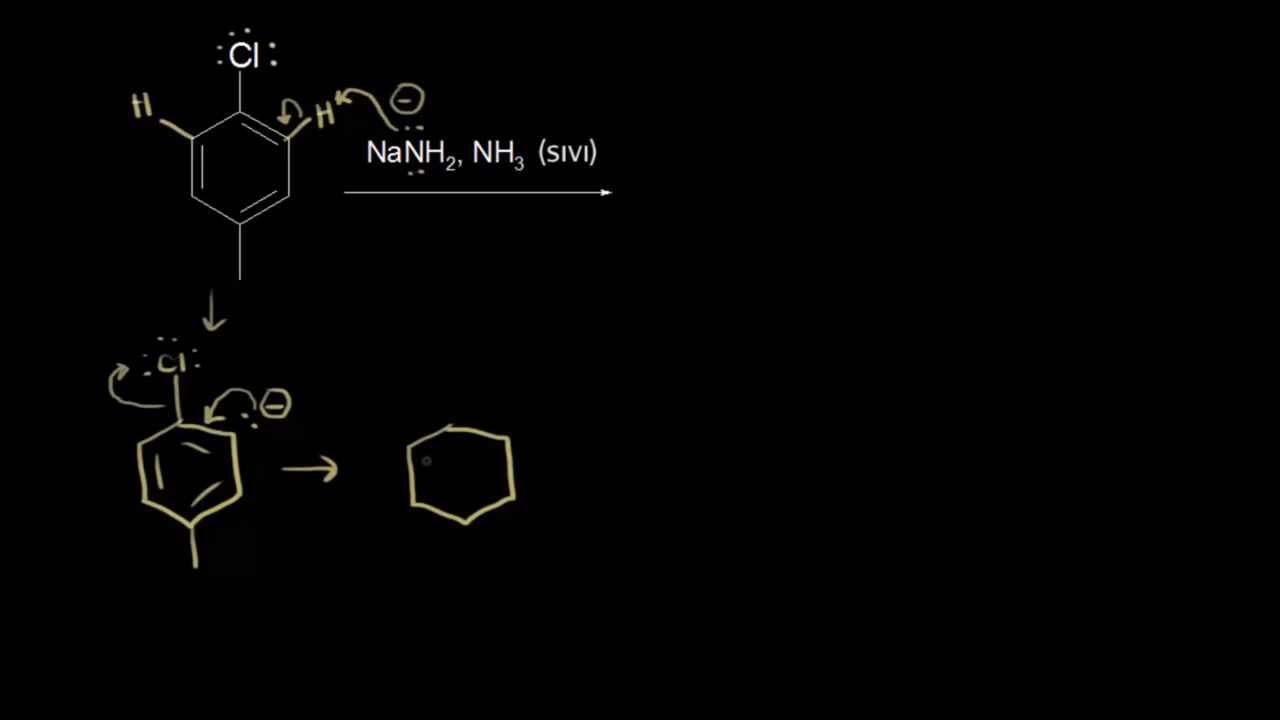 :Cl:
H
H
⊖
NaNH₂, NH₃ (sıvı)
:Cl:
⊖